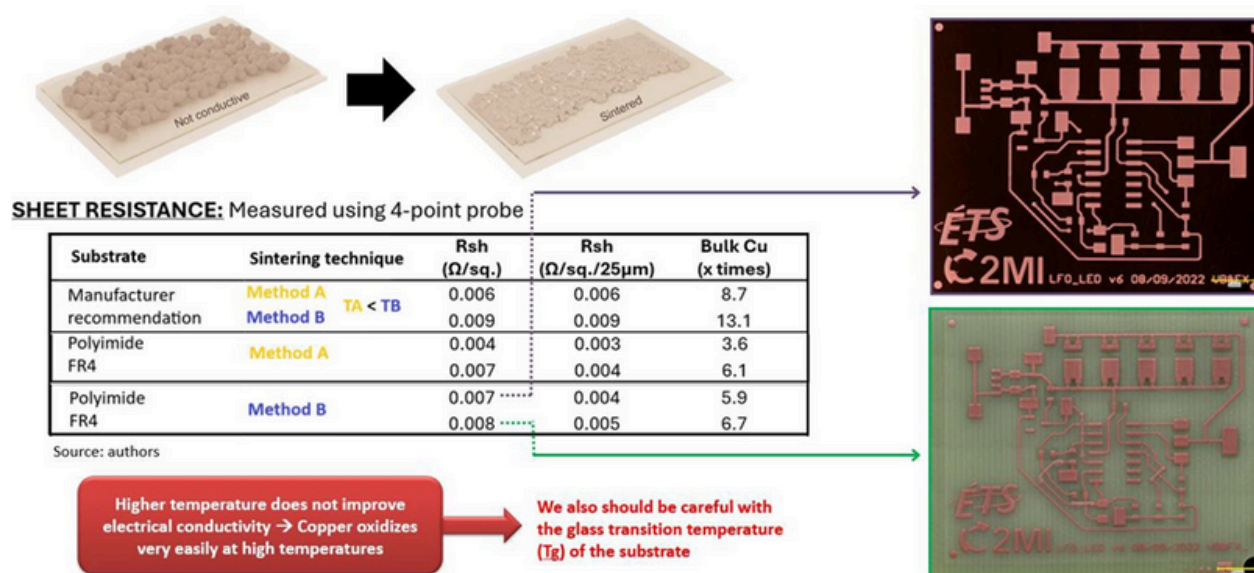 Not conductive
Sintered
SHEET RESISTANCE: Measured using 4-point probe
Substrate Sintering technique Rsh (Ω/sq.) Rsh (Ω/sq./25µm) Bulk Cu (x times)
Manufacturer recommendation Method A TA < TB 0.006 0.006 8.7
Method B 0.009 0.009 13.1
Polyimide Method A 0.004 0.003 3.6
FR4 0.007 0.004 6.1
Polyimide Method B 0.007 0.004 5.9
FR4 0.008 0.005 6.7
Source: authors
Higher temperature does not improve
electrical conductivity → Copper oxidizes
very easily at high temperatures
We also should be careful with
the glass transition temperature
(Tg) of the substrate
ÉTS
C2MI LFO_LED v6 08/09/2022
ÉTS
C2MI LFO_LED v6 08/09/2022